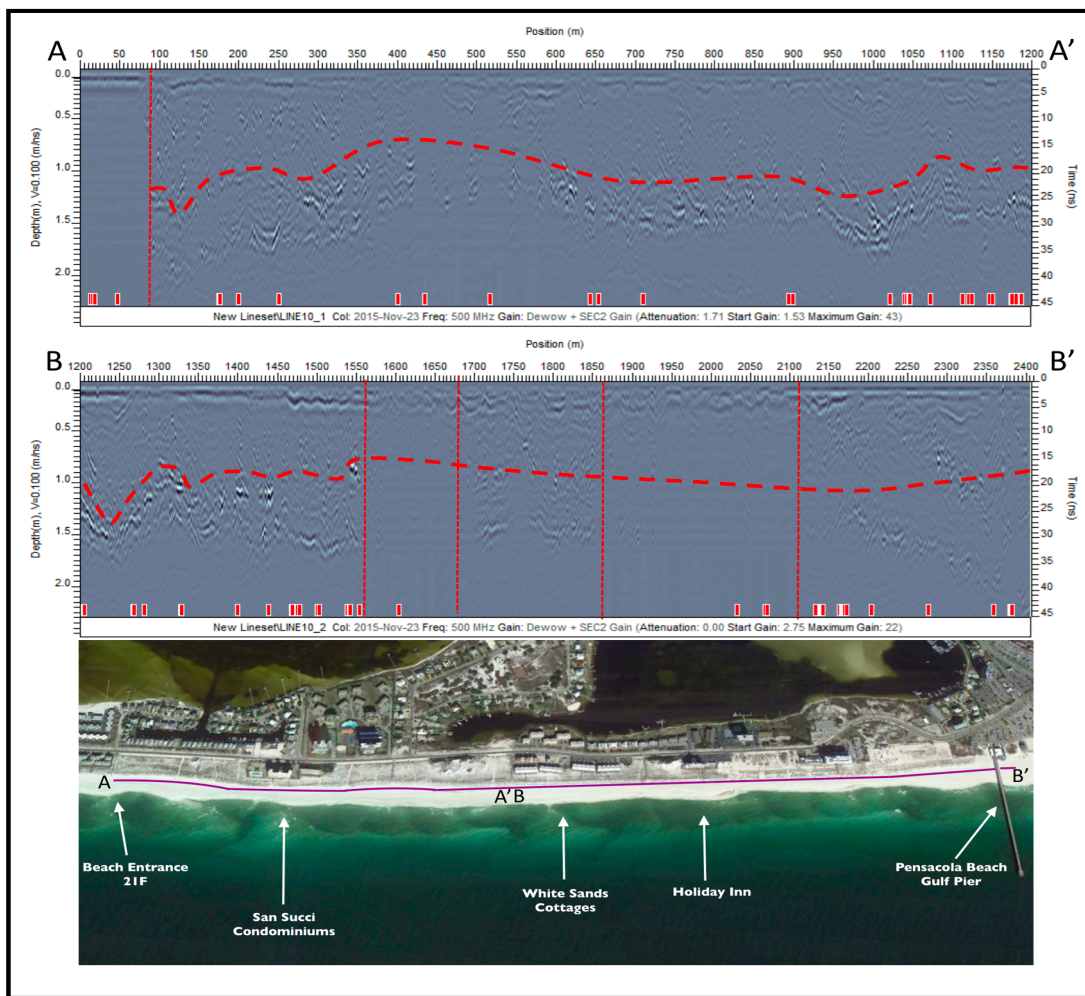 Position (m)
A
A’
0 50 100 150 200 250 300 350 400 450 500 550 600 650 700 750 800 850 900 950 1000 1050 1100 1150 1200
Depth(m), V=0.100 (m/ns)
0.0
0.5
1.0
1.5
2.0
0
5
10
15
20
25
30
35
40
45
Time (ns)
New Lineset\LINE10_1 Col: 2015-Nov-23 Freq: 500 MHz Gain: Dewow + SEC2 Gain (Attenuation: 1.71 Start Gain: 1.53 Maximum Gain: 43)
Position (m)
B
B’
1200 1250 1300 1350 1400 1450 1500 1550 1600 1650 1700 1750 1800 1850 1900 1950 2000 2050 2100 2150 2200 2250 2300 2350 2400
Depth(m), V=0.100 (m/ns)
0.0
0.5
1.0
1.5
2.0
0
5
10
15
20
25
30
35
40
45
Time (ns)
New Lineset\LINE10_2 Col: 2015-Nov-23 Freq: 500 MHz Gain: Dewow + SEC2 Gain (Attenuation: 0.00 Start Gain: 2.75 Maximum Gain: 22)
A
A’ B
B’
Beach Entrance
21F
San Succi
Condominiums
White Sands
Cottages
Holiday Inn
Pensacola Beach
Gulf Pier